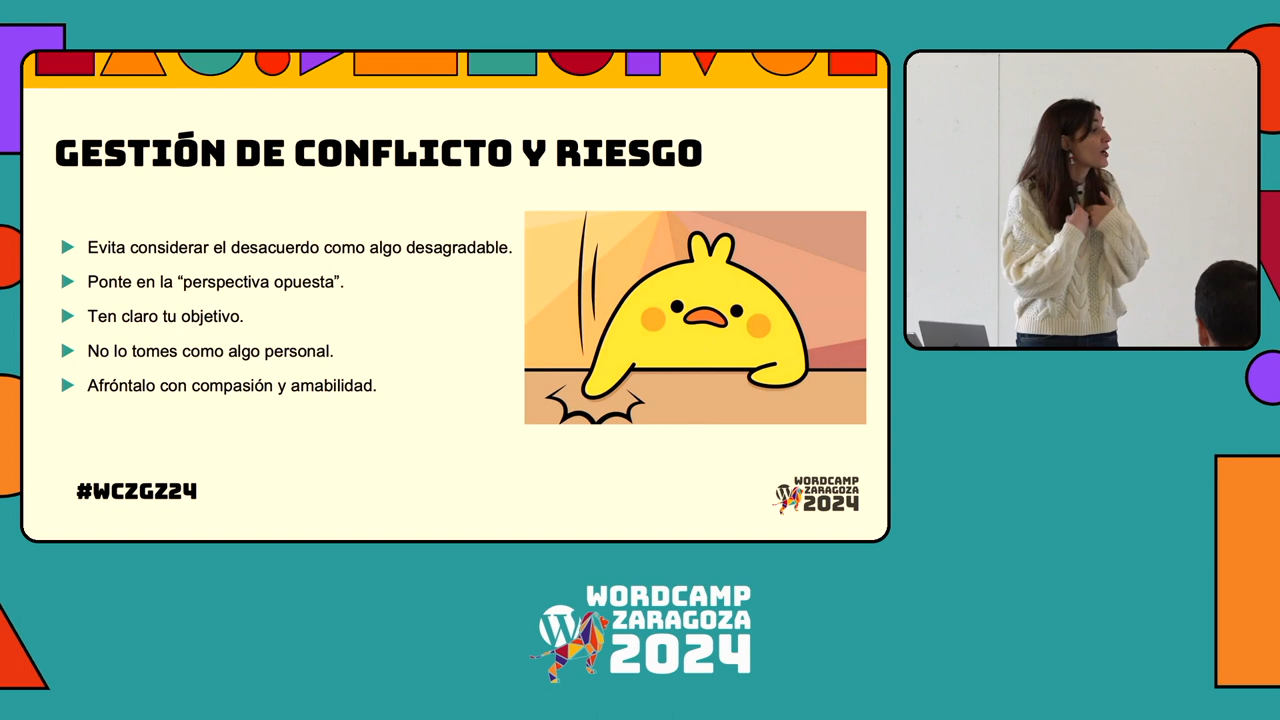 GESTIÓN DE CONFLICTO Y RIESGO
Evita considerar el desacuerdo como algo desagradable.
Ponte en la “perspectiva opuesta”.
Ten claro tu objetivo.
No lo tomes como algo personal.
Afróntalo con compasión y amabilidad.
#WCZGZ24
WORDCAMP
ZARAGOZA
2024
WORDCAMP
ZARAGOZA
2024